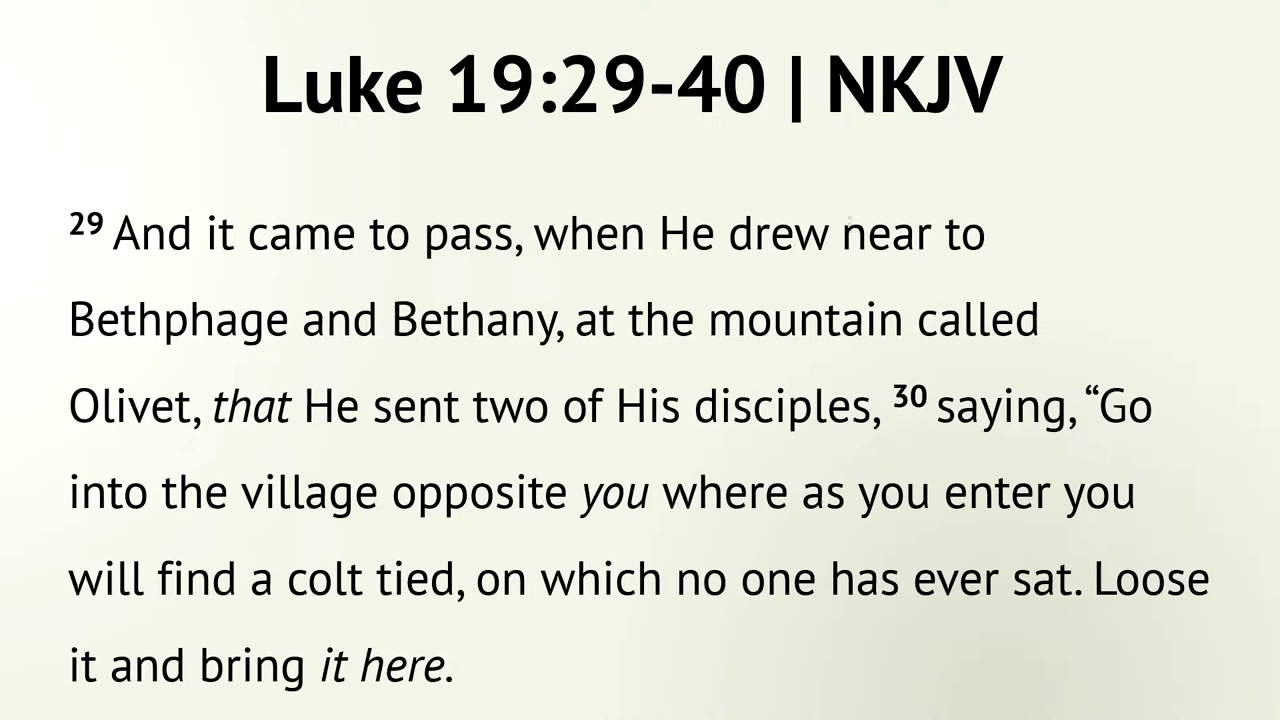 Luke 19:29-40 | NKJV
29 And it came to pass, when He drew near to
Bethphage and Bethany, at the mountain called
Olivet, that He sent two of His disciples, 30 saying, “Go
into the village opposite you where as you enter you
will find a colt tied, on which no one has ever sat. Loose
it and bring it here.